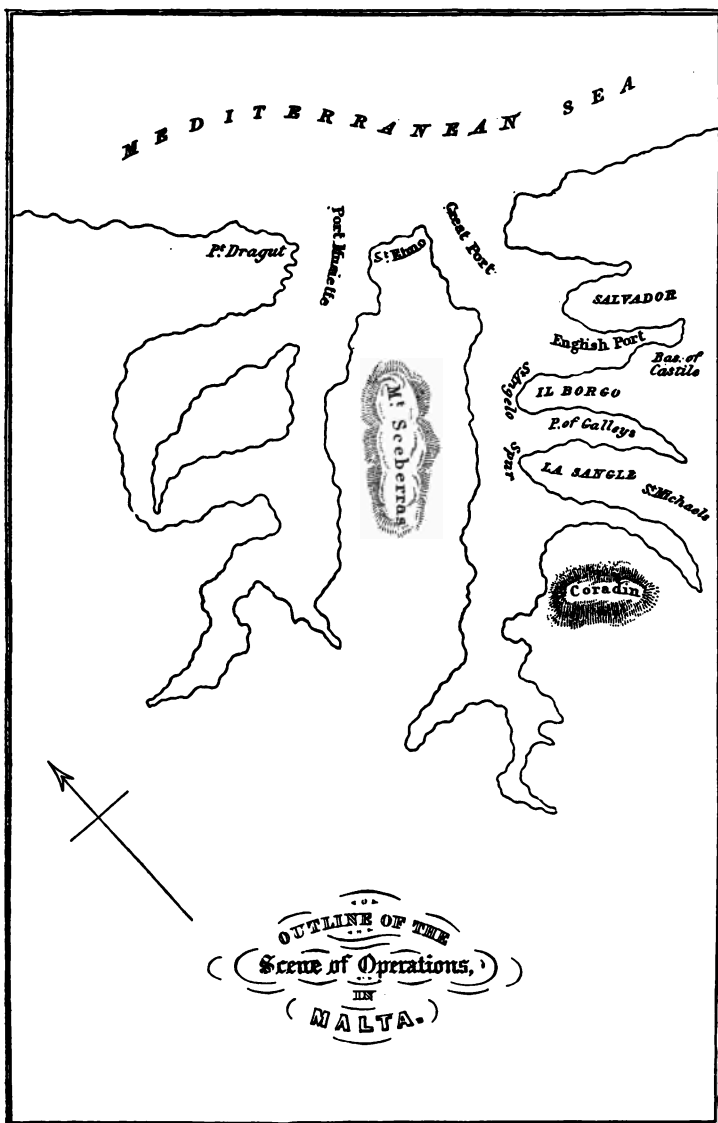 MEDITERRANEAN SEA
Pt. Dragut
Port Musiette
St. Elmo
Great Port
SALVADOR
English Port
Bas. of
Castile
St. Angelo
IL BORGO
P. of Galleys
Spur
LA SANGLE
St. Michaels
Mt. Sceberras
Coradin
OUTLINE OF THE
Scene of Operations,
IN
MALTA.